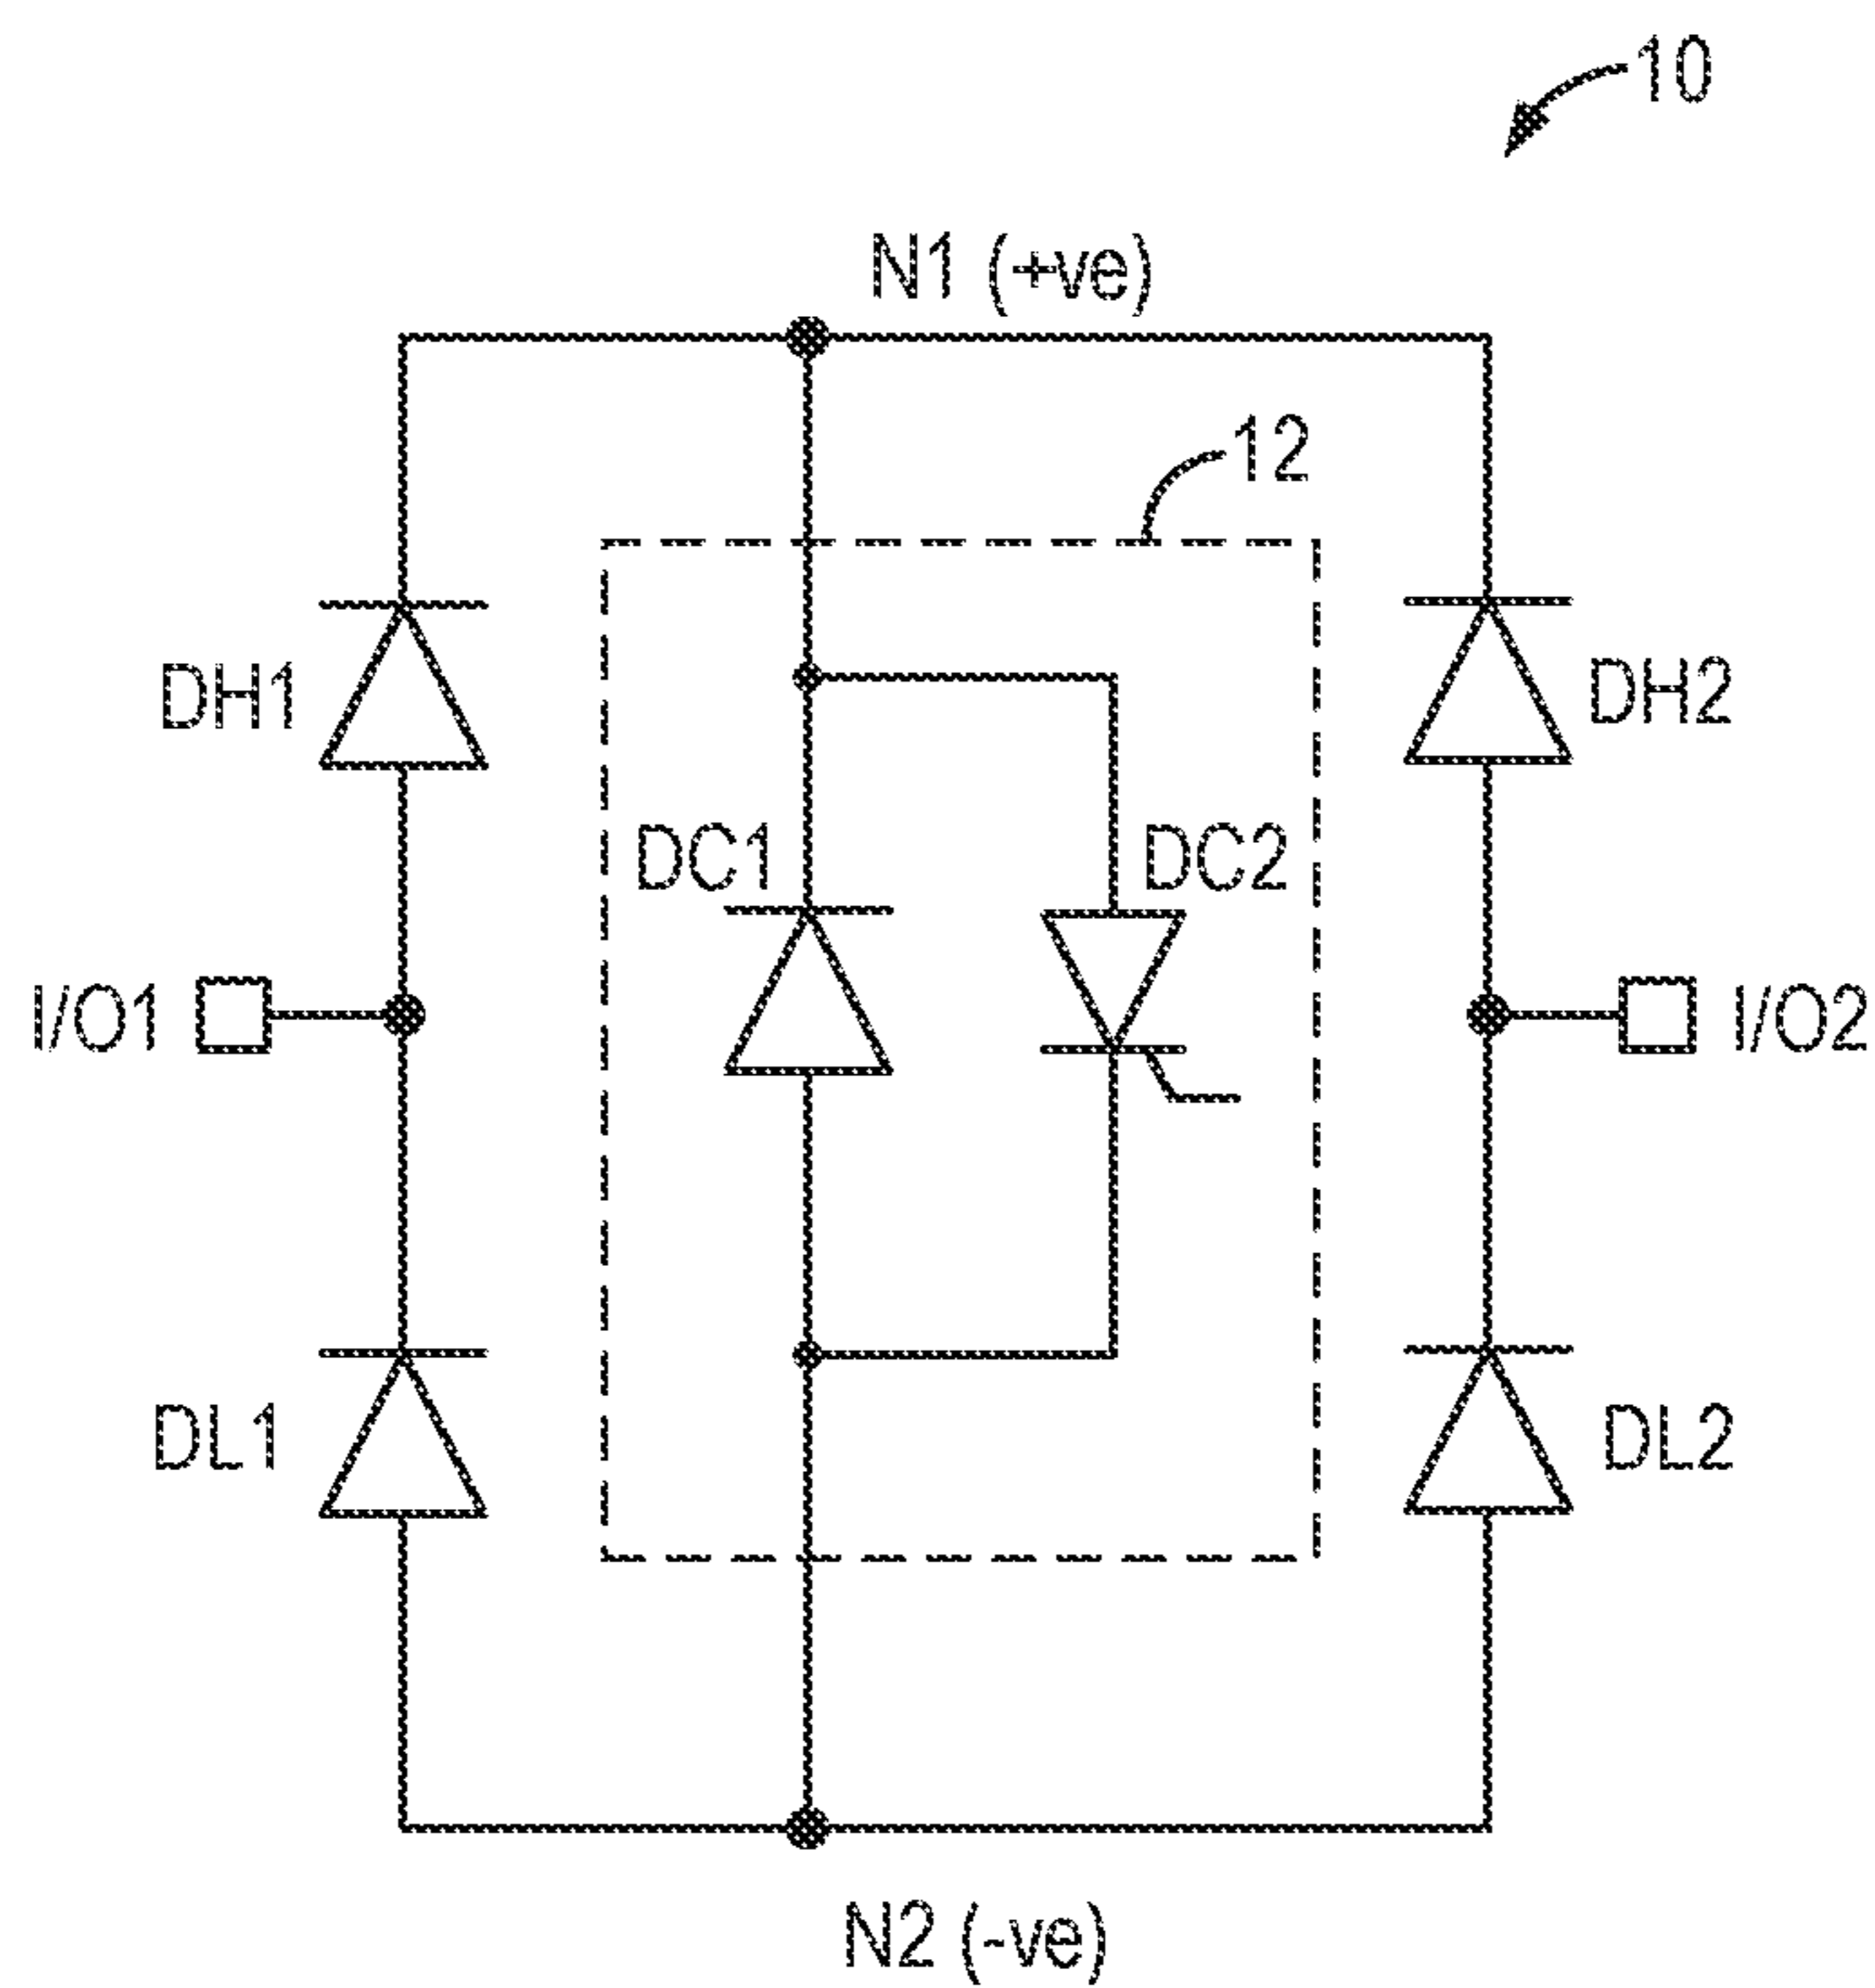 10
N1 (+ve)
12
DH1
DH2
DC1
DC2
I/O1
I/O2
DL1
DL2
N2 (-ve)